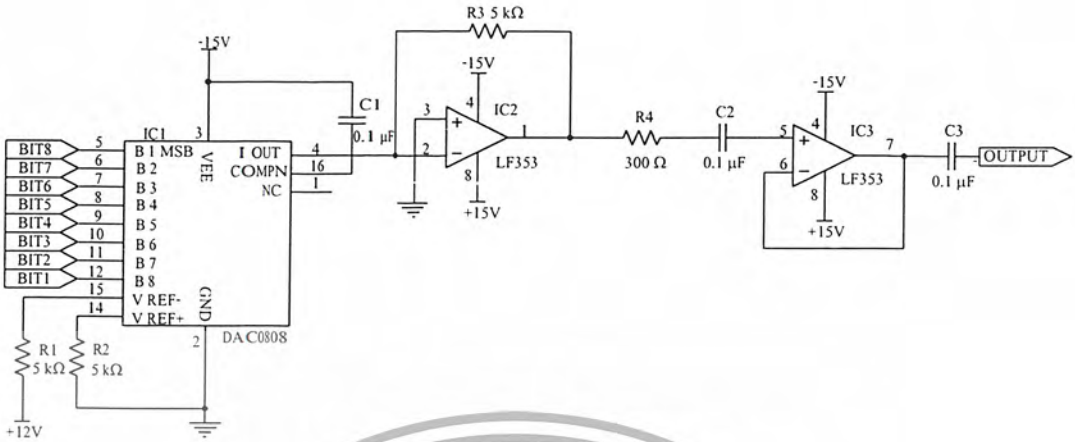 R3 5 kΩ
-15V
-15V
-15V
C1
0.1 μF
IC1
3
VEE
BIT8 5 B 1 MSB
BIT7 6 B 2
BIT6 7 B 3
BIT5 8 B 4
BIT4 9 B 5
BIT3 10 B 6
BIT2 11 B 7
BIT1 12 B 8
15 V REF-
14 V REF+
I OUT 4
COMPN 16
NC 1
GND
2
DAC0808
R1
5 kΩ
R2
5 kΩ
+12V
3
+
2
−
4
IC2
1
LF353
8
+15V
R4
300 Ω
C2
0.1 μF
5
+
6
−
4
IC3
7
LF353
8
+15V
C3
0.1 μF
OUTPUT